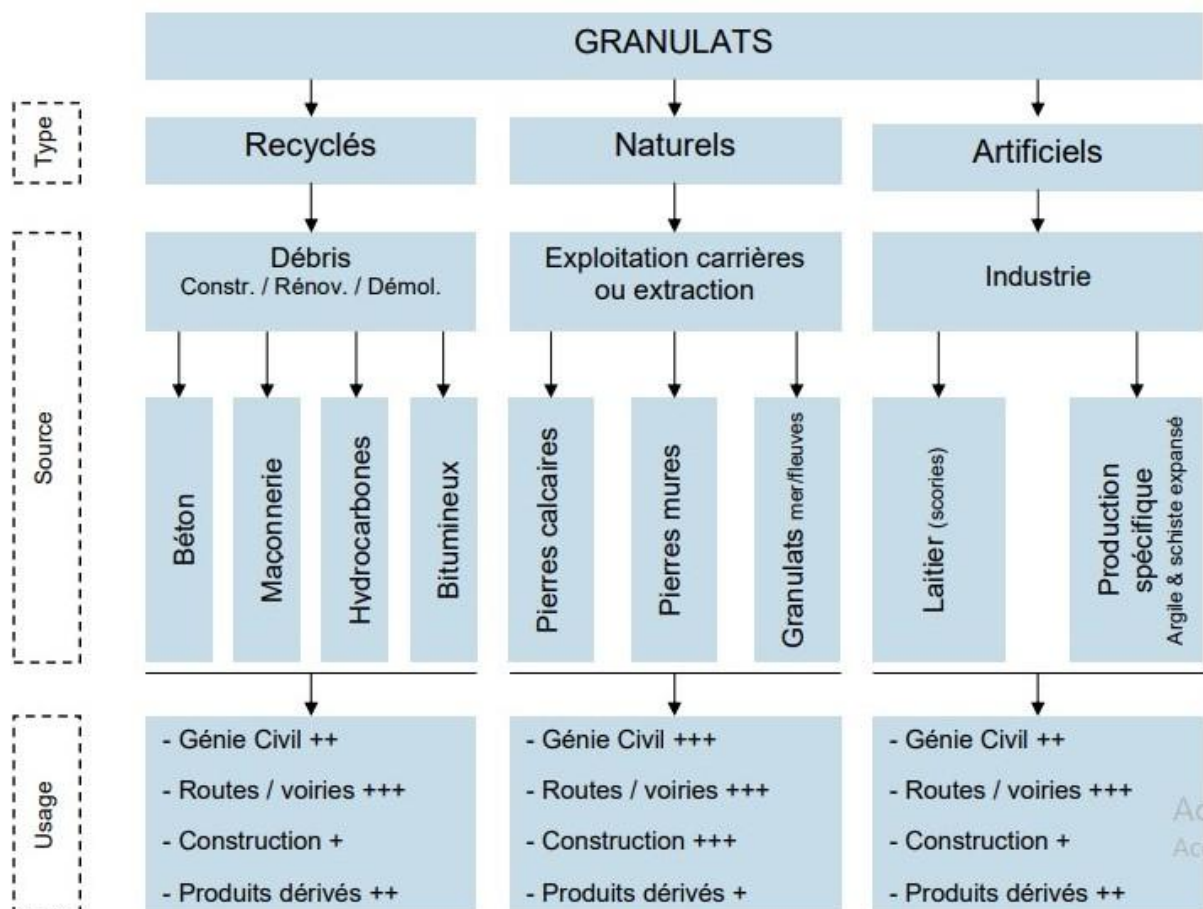 GRANULATS
Type
Recyclés
Naturels
Artificiels
Source
Débris
Constr. / Rénov. / Démol.
Exploitation carrières
ou extraction
Industrie
Béton
Maçonnerie
Hydrocarbones
Bitumineux
Pierres calcaires
Pierres mures
Granulats mer/fleuves
Laitier (scories)
Production
spécifique
Argile & schiste expansé
Usage
- Génie Civil ++
- Routes / voiries +++
- Construction +
- Produits dérivés ++
- Génie Civil +++
- Routes / voiries +++
- Construction +++
- Produits dérivés +
- Génie Civil ++
- Routes / voiries +++
- Construction +
- Produits dérivés ++